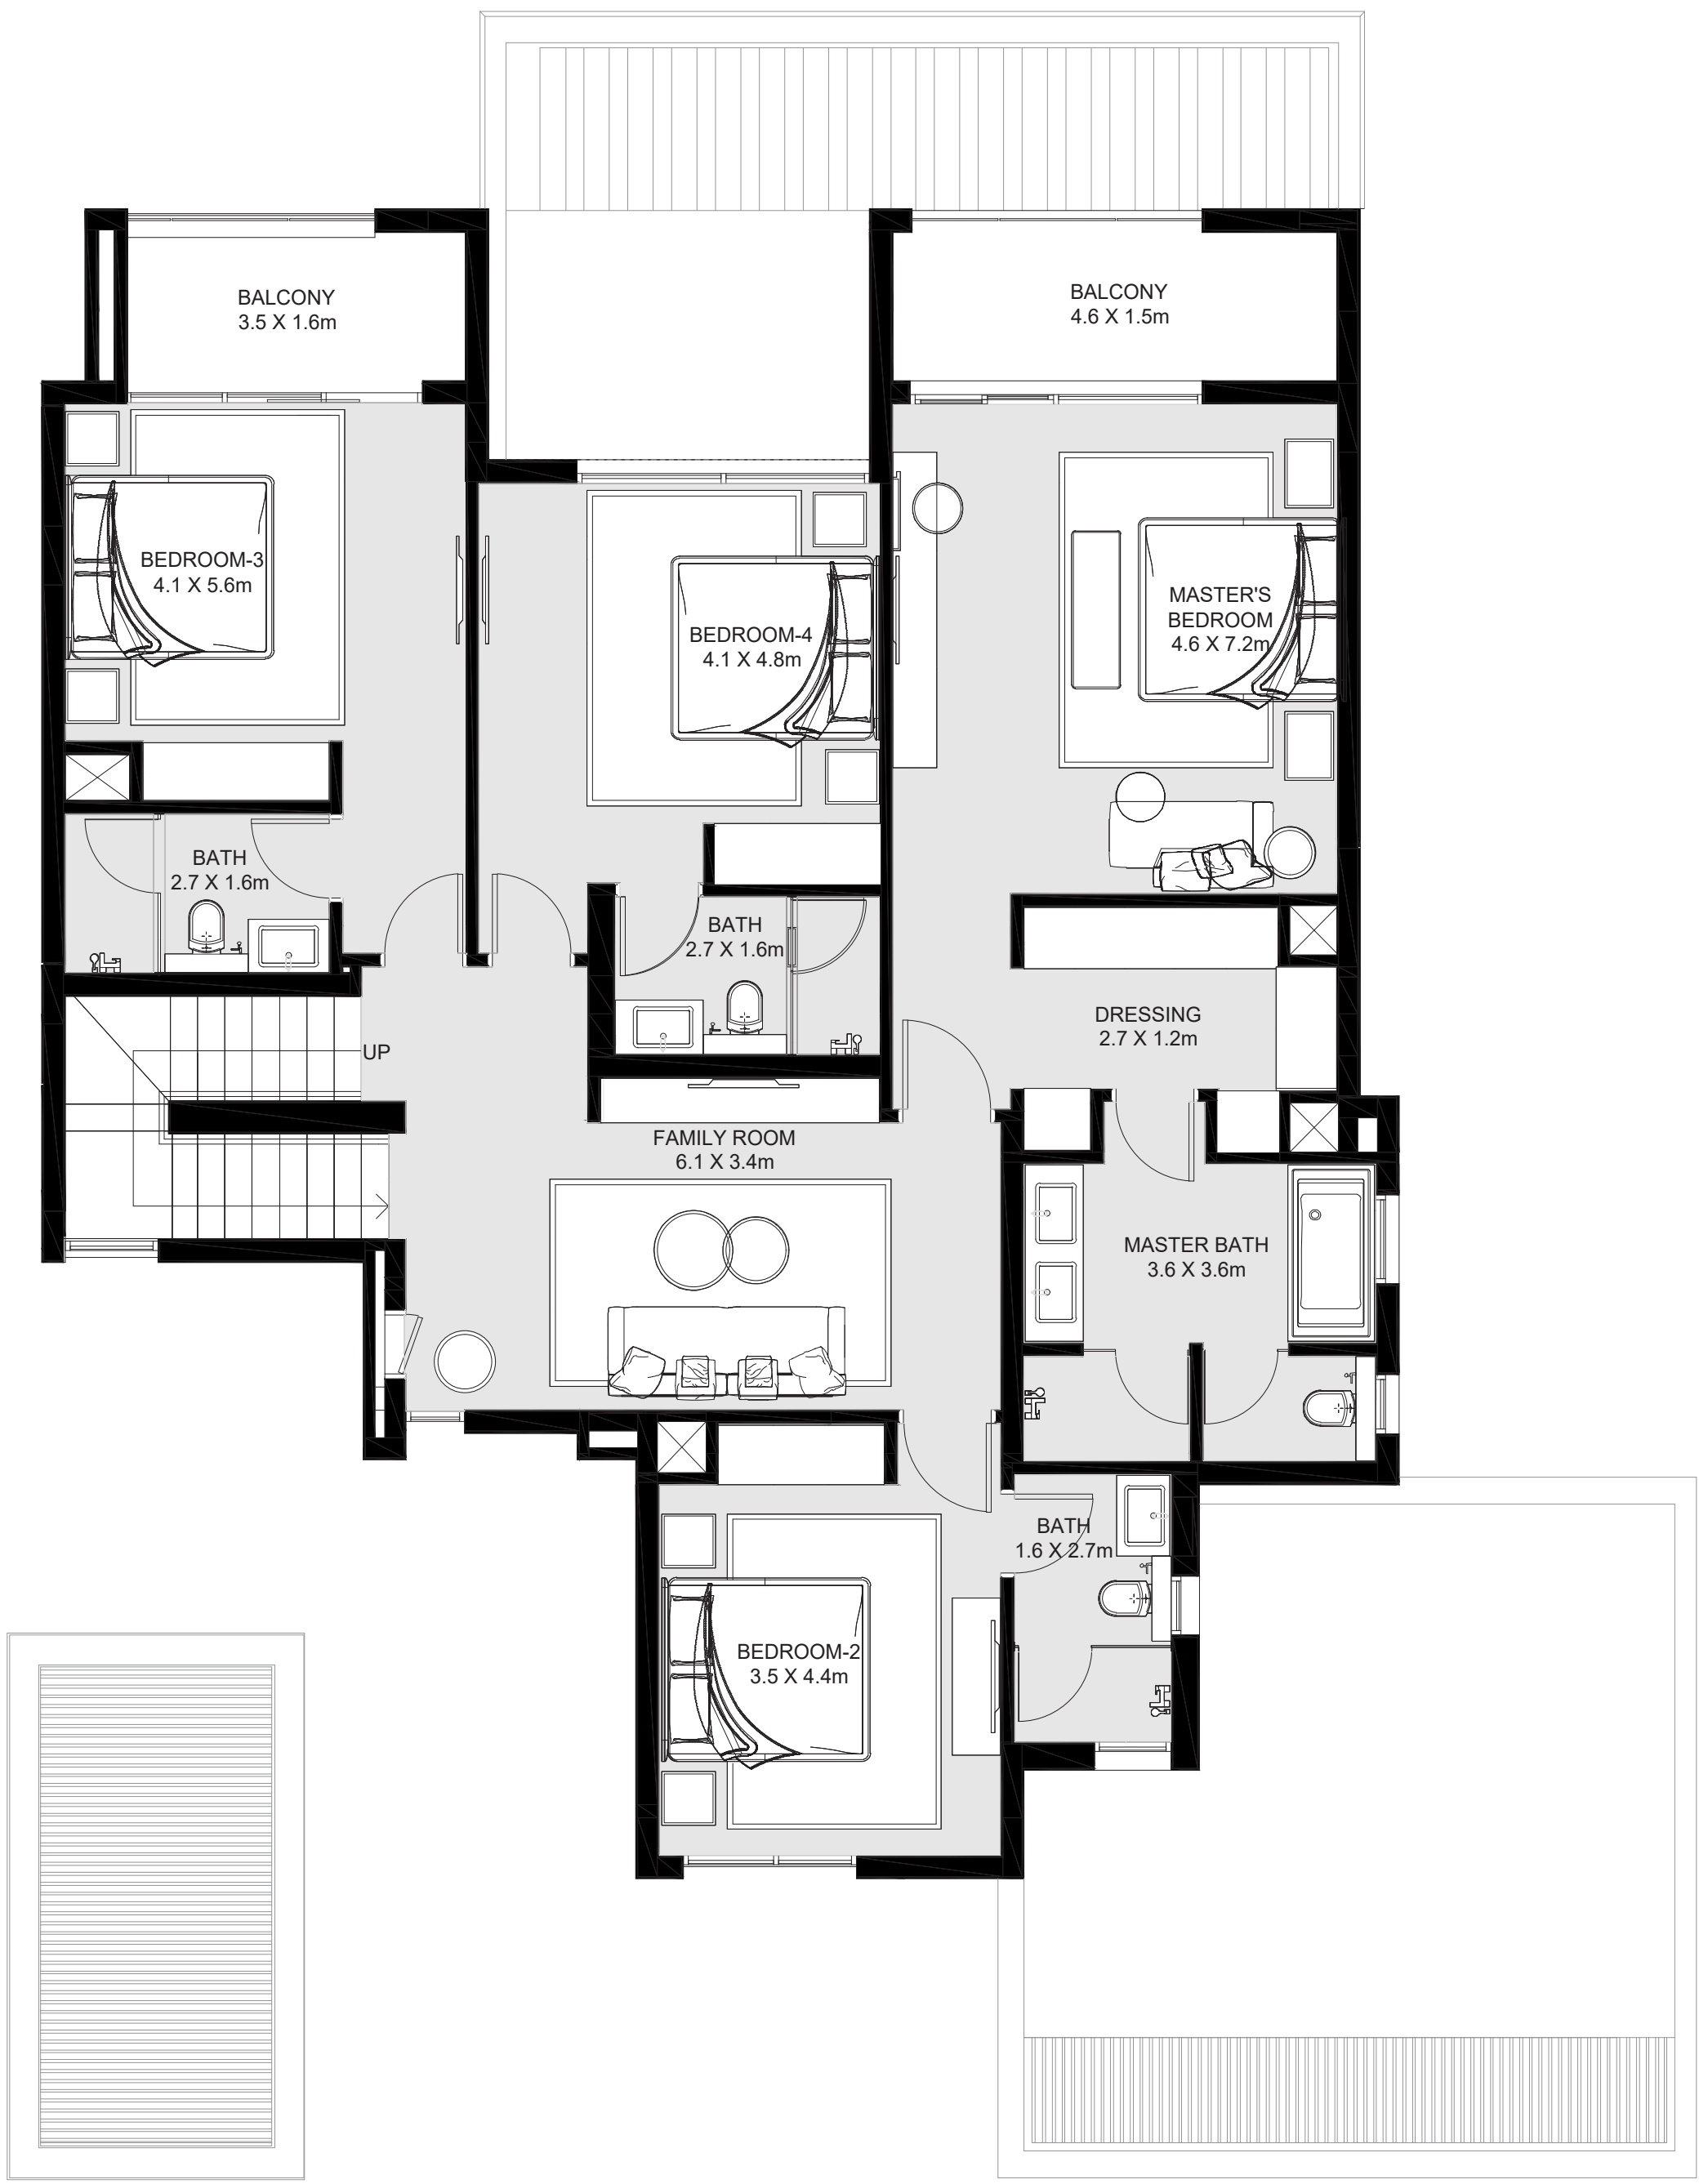 BALCONY
3.5 X 1.6m
BALCONY
4.6 X 1.5m
BEDROOM-3
4.1 X 5.6m
BEDROOM-4
4.1 X 4.8m
MASTER'S
BEDROOM
4.6 X 7.2m
BATH
2.7 X 1.6m
BATH
2.7 X 1.6m
DRESSING
2.7 X 1.2m
UP
FAMILY ROOM
6.1 X 3.4m
MASTER BATH
3.6 X 3.6m
BATH
1.6 X 2.7m
BEDROOM-2
3.5 X 4.4m